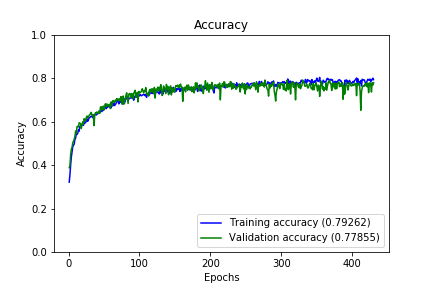 Accuracy
1.0
0.8
0.6
0.4
0.2
0.0
Accuracy
Training accuracy (0.79262)
Validation accuracy (0.77855)
0 100 200 300 400
Epochs